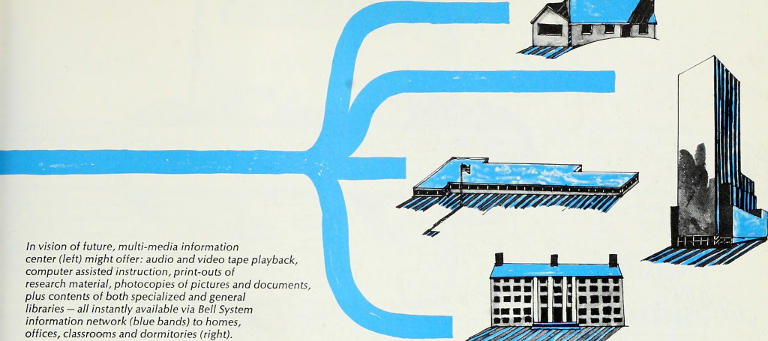 In vision of future, multi-media information
center (left) might offer: audio and video tape playback,
computer assisted instruction, print-outs of
research material, photocopies of pictures and documents,
plus contents of both specialized and general
libraries — all instantly available via Bell System
information network (blue bands) to homes,
offices, classrooms and dormitories (right).